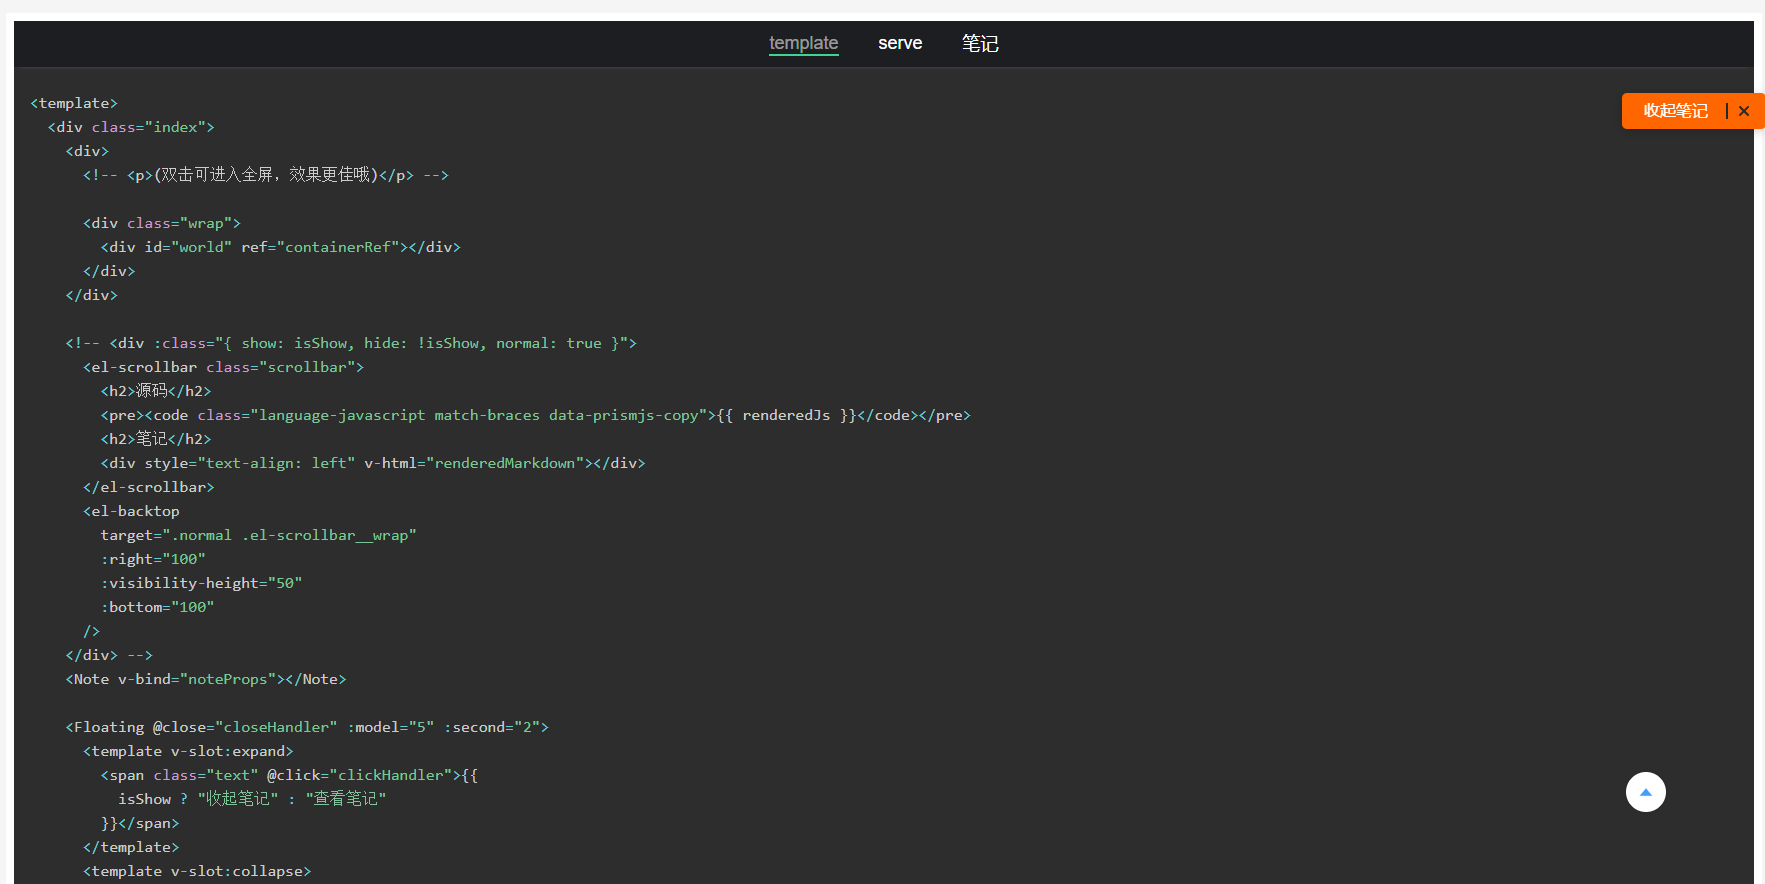 template serve 笔记
<template>
收起笔记 | ×
<div class="index">
<div>
<!-- <p>(双击可进入全屏，效果更佳哦)</p> -->
<div class="wrap">
<div id="world" ref="containerRef"></div>
</div>
</div>
<!-- <div :class="{ show: isShow, hide: !isShow, normal: true }">
<el-scrollbar class="scrollbar">
<h2>源码</h2>
<pre><code class="language-javascript match-braces data-prismjs-copy">{{ renderedJs }}</code></pre>
<h2>笔记</h2>
<div style="text-align: left" v-html="renderedMarkdown"></div>
</el-scrollbar>
<el-backtop
target=".normal .el-scrollbar__wrap"
:right="100"
:visibility-height="50"
:bottom="100"
/>
</div> -->
<Note v-bind="noteProps"></Note>
<Floating @close="closeHandler" :model="5" :second="2">
<template v-slot:expand>
<span class="text" @click="clickHandler">{{
isShow ? "收起笔记" : "查看笔记"
}}</span>
</template>
<template v-slot:collapse>